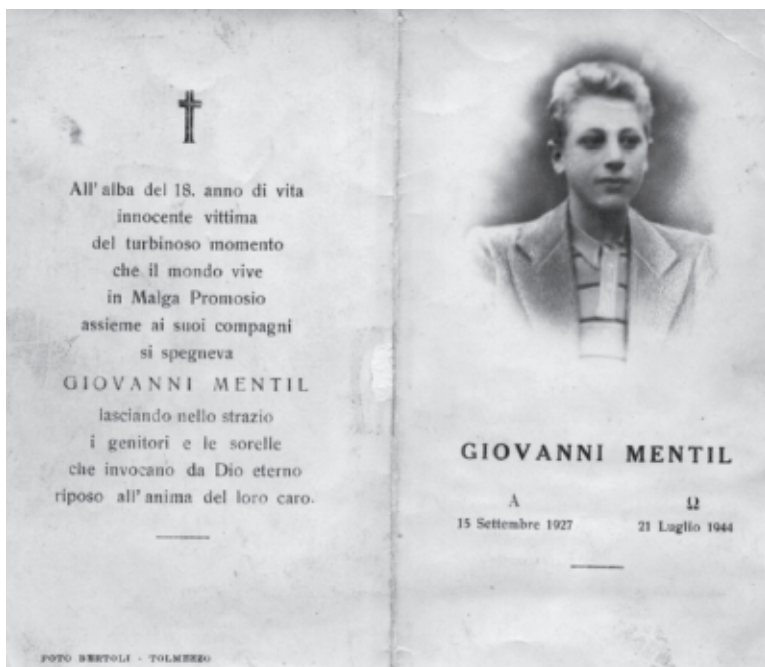 All'alba del 18. anno di vita
innocente vittima
del turbinoso momento
che il mondo vive
in Malga Promosio
assieme ai suoi compagni
si spegneva
GIOVANNI MENTIL
lasciando nello strazio
i genitori e le sorelle
che invocano da Dio eterno
riposo all'anima del loro caro.
FOTO BERTOLI - TOLMEZZO
GIOVANNI MENTIL
Α Ω
15 Settembre 1927 21 Luglio 1944